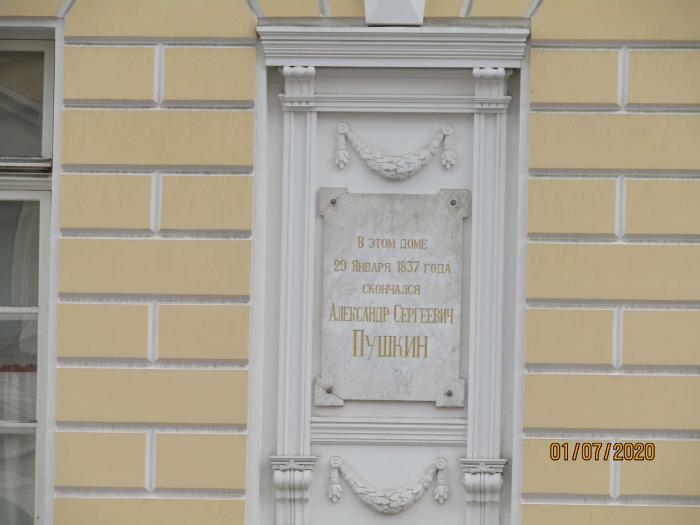 В этом доме
29 Января 1837 года
скончался
Александр Сергеевич
Пушкин
01/07/2020